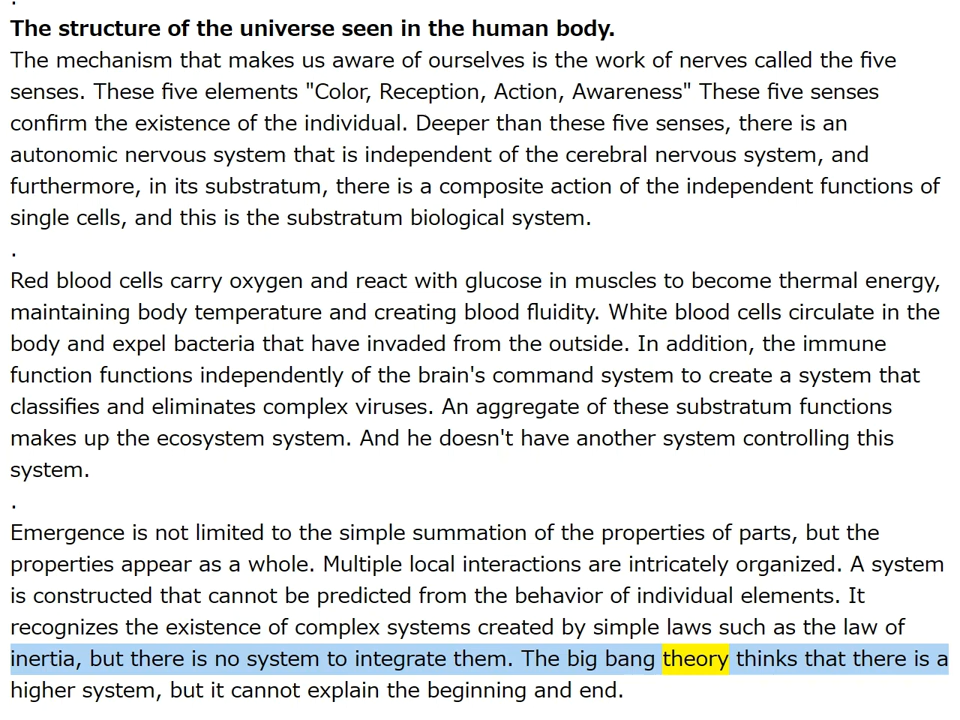 .
The structure of the universe seen in the human body.
The mechanism that makes us aware of ourselves is the work of nerves called the five
senses. These five elements "Color, Reception, Action, Awareness" These five senses
confirm the existence of the individual. Deeper than these five senses, there is an
autonomic nervous system that is independent of the cerebral nervous system, and
furthermore, in its substratum, there is a composite action of the independent functions of
single cells, and this is the substratum biological system.
.
Red blood cells carry oxygen and react with glucose in muscles to become thermal energy,
maintaining body temperature and creating blood fluidity. White blood cells circulate in the
body and expel bacteria that have invaded from the outside. In addition, the immune
function functions independently of the brain's command system to create a system that
classifies and eliminates complex viruses. An aggregate of these substratum functions
makes up the ecosystem system. And he doesn't have another system controlling this
system.
.
Emergence is not limited to the simple summation of the properties of parts, but the
properties appear as a whole. Multiple local interactions are intricately organized. A system
is constructed that cannot be predicted from the behavior of individual elements. It
recognizes the existence of complex systems created by simple laws such as the law of
inertia, but there is no system to integrate them. The big bang theory thinks that there is a
higher system, but it cannot explain the beginning and end.